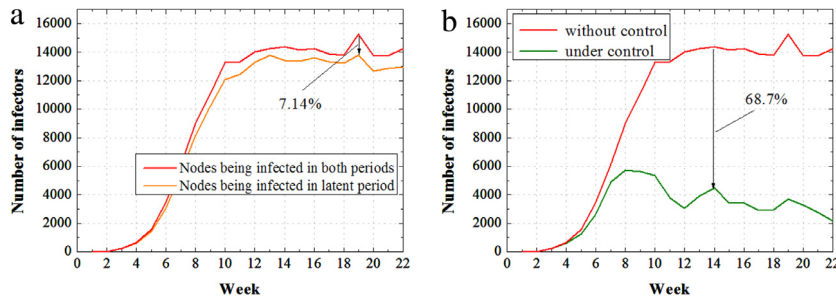 a
16000
14000
12000
10000
8000
6000
4000
2000
0
Number of infectors
7.14%
Nodes being infected in both periods
Nodes being infected in latent period
0 2 4 6 8 10 12 14 16 18 20 22
Week
b
16000
14000
12000
10000
8000
6000
4000
2000
0
Number of infectors
without control
under control
68.7%
0 2 4 6 8 10 12 14 16 18 20 22
Week